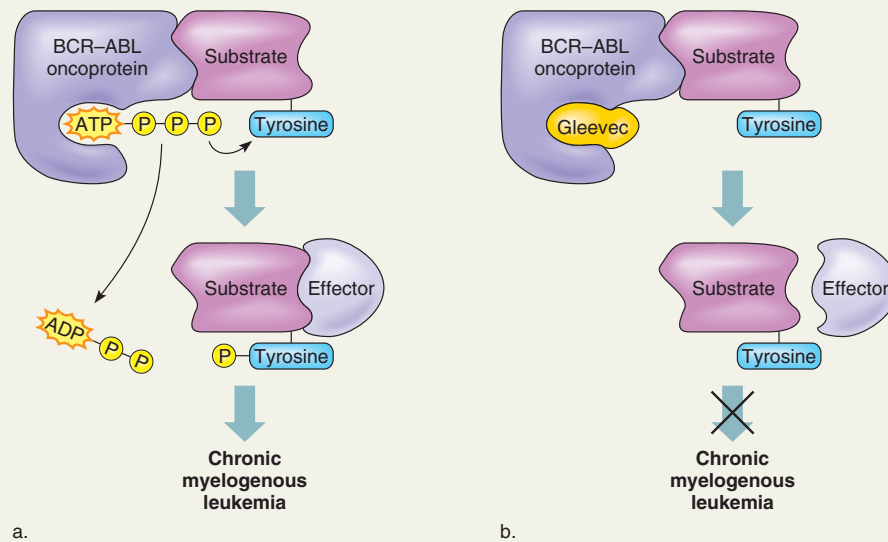 BCR–ABL
oncoprotein
Substrate
ATP P P P
Tyrosine
Substrate
Effector
ADP P P
P Tyrosine
Chronic
myelogenous
leukemia
a.
BCR–ABL
oncoprotein
Substrate
Gleevec
Tyrosine
Substrate
Effector
Tyrosine
Chronic
myelogenous
leukemia
b.